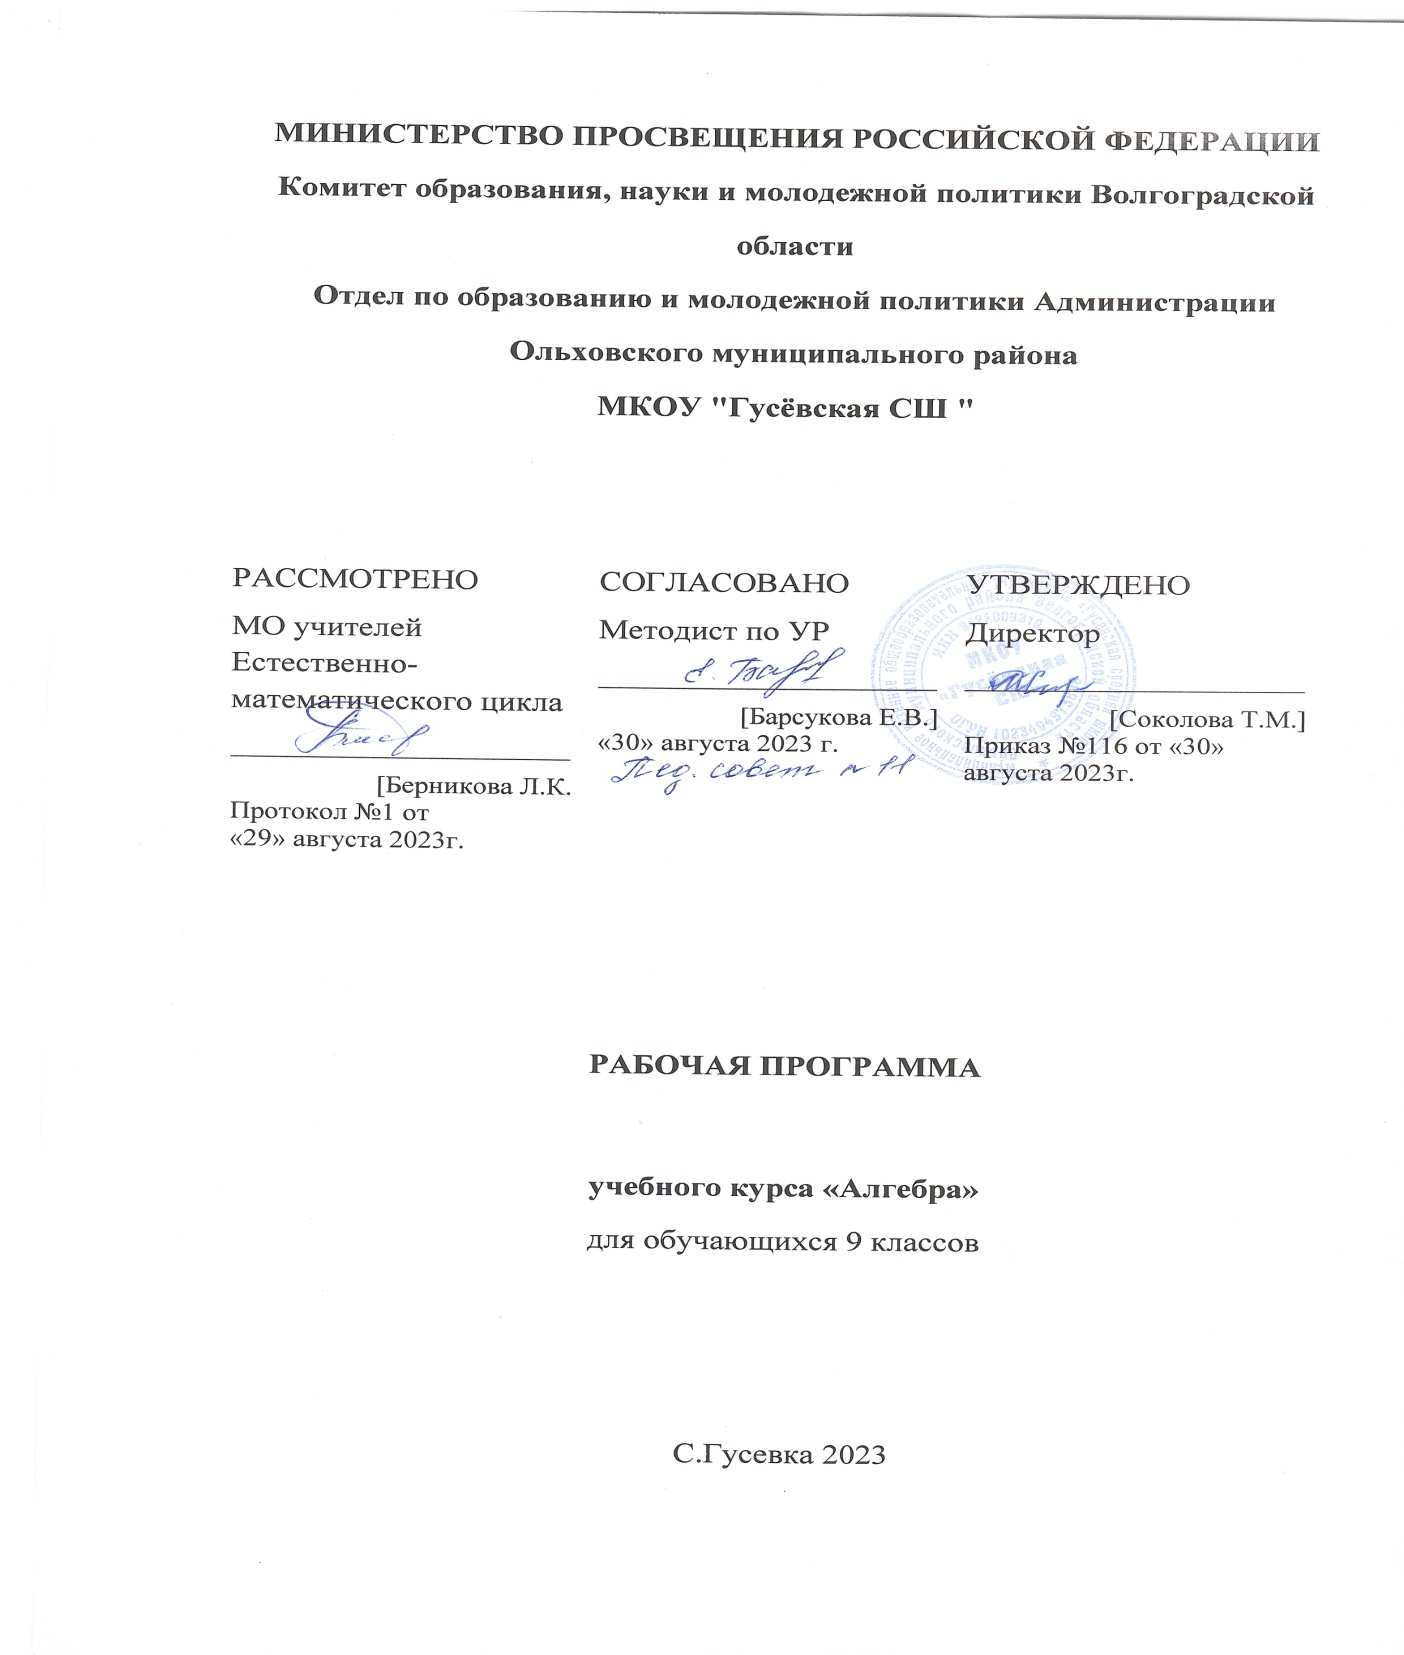 МИНИСТЕРСТВО ПРОСВЕЩЕНИЯ РОССИЙСКОЙ ФЕДЕРАЦИИ
Комитет образования, науки и молодежной политики Волгоградской
области
Отдел по образованию и молодежной политики Администрации
Ольховского муниципального района
МКОУ "Гусёвская СШ "
РАССМОТРЕНО
МО учителей
Естественно-
математического цикла
[Берникова Л.К.
Протокол №1 от
«29» августа 2023г.
СОГЛАСОВАНО
Методист по УР
[Барсукова Е.В.]
«30» августа 2023 г.
Пед. совет № 11
УТВЕРЖДЕНО
Директор
МКОУ
[Соколова Т.М.]
Приказ №116 от «30»
августа 2023г.
РАБОЧАЯ ПРОГРАММА
учебного курса «Алгебра»
для обучающихся 9 классов
С.Гусевка 2023